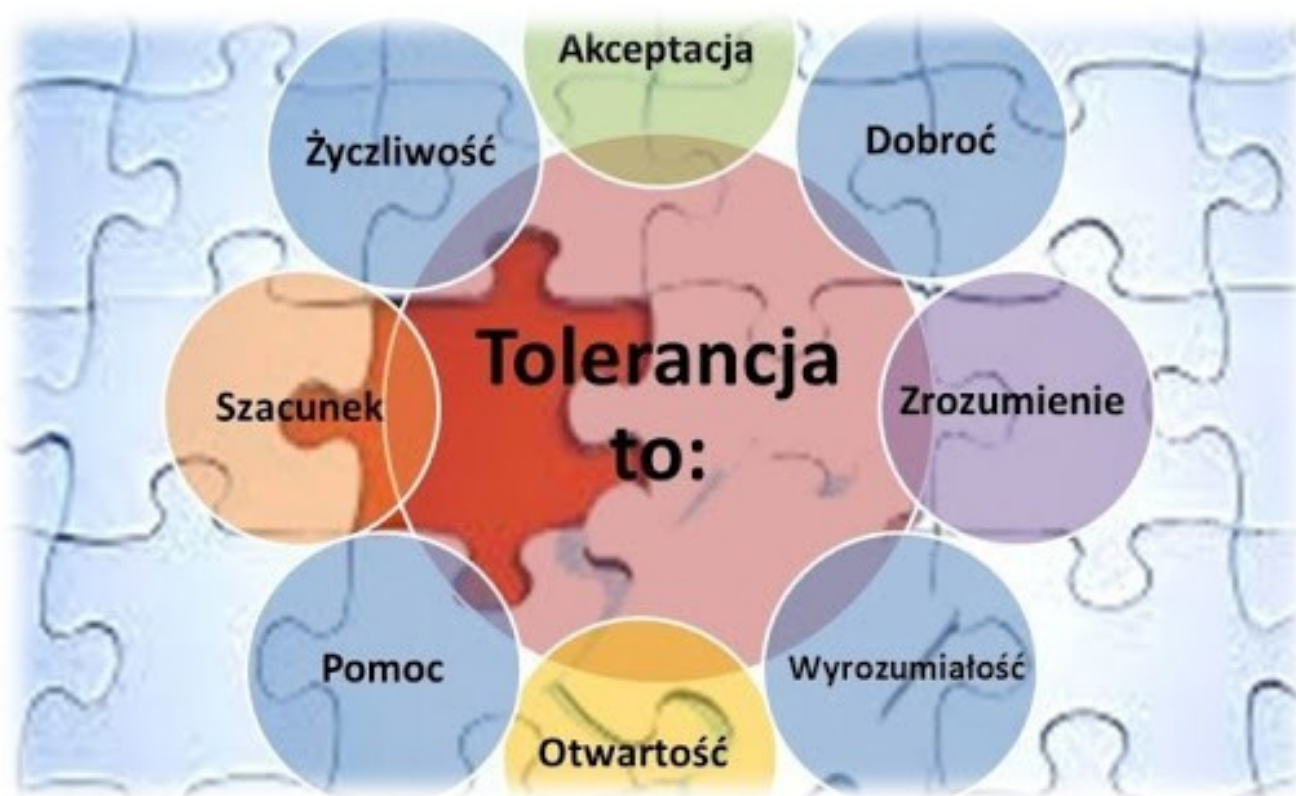 Akceptacja
Życzliwość
Dobroć
Tolerancja
to:
Szacunek
Zrozumienie
Pomoc
Wyrozumiałość
Otwartość